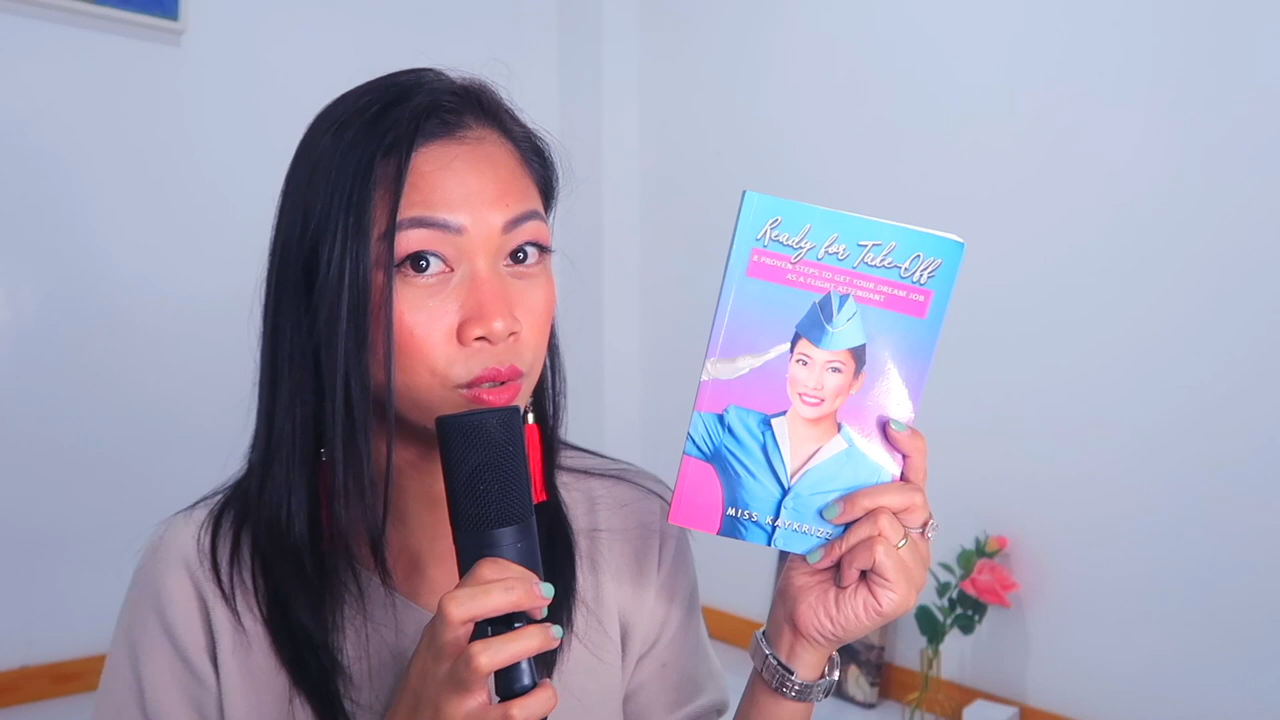 Ready for Take-Off
8 PROVEN STEPS TO GET YOUR DREAM JOB
AS A FLIGHT ATTENDANT
MISS KAYKRIZZ